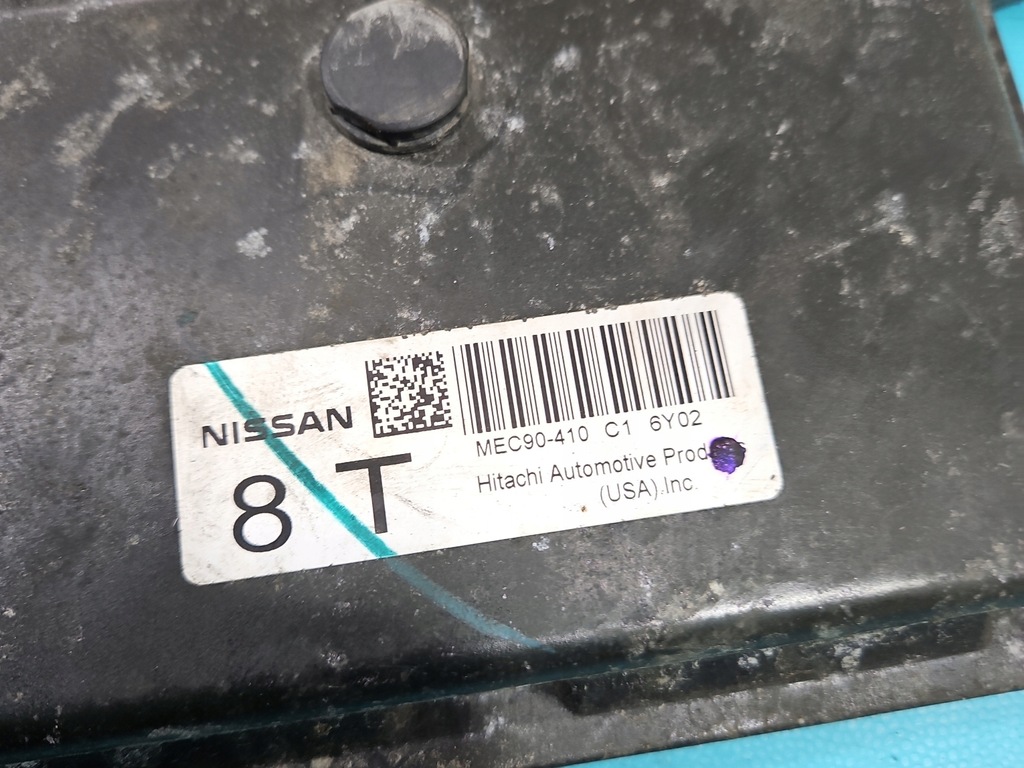 NISSAN
8 T
MEC90-410 C1 6Y02
Hitachi Automotive Prod
(USA).Inc.